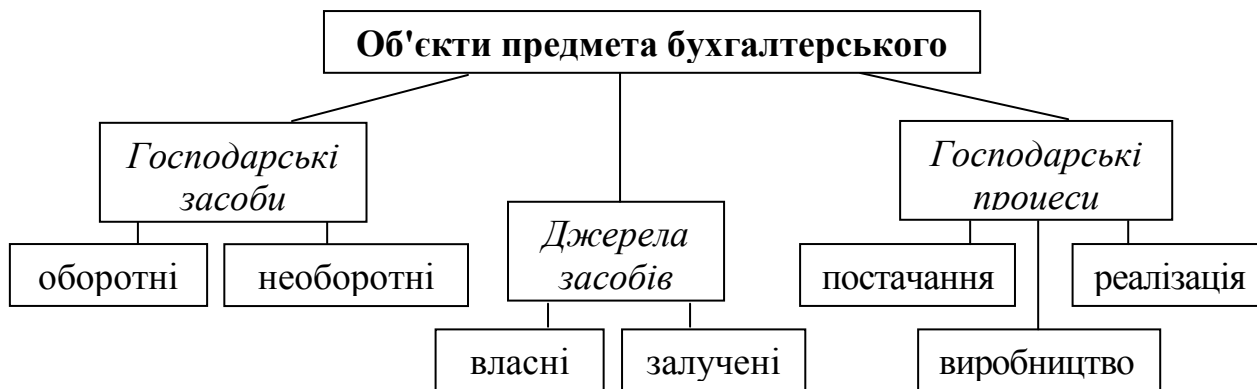 Об'єкти предмета бухгалтерського
Господарські
засоби
Господарські
процеси
Джерела
засобів
оборотні
необоротні
постачання
реалізація
власні
залучені
виробництво